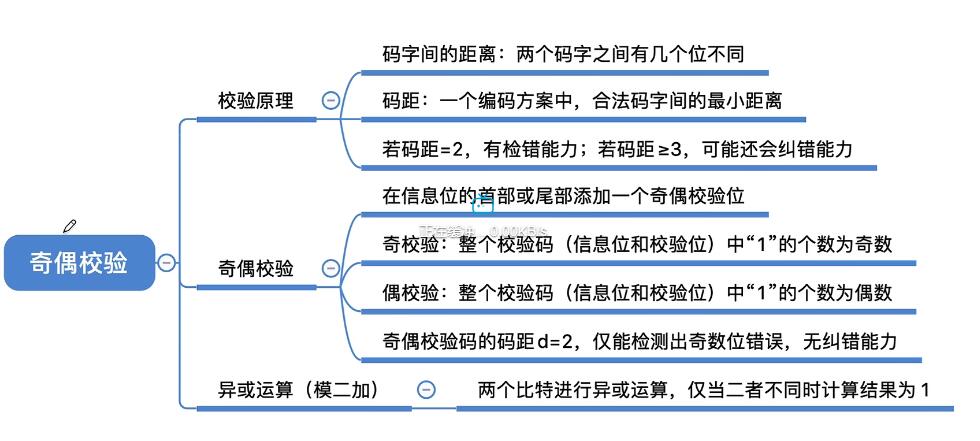 奇偶校验
校验原理
码字间的距离：两个码字之间有几个位不同
码距：一个编码方案中，合法码字间的最小距离
若码距=2，有检错能力；若码距≥3，可能还会纠错能力
奇偶校验
在信息位的首部或尾部添加一个奇偶校验位
正在缓冲 0.00KB/s
奇校验：整个校验码（信息位和校验位）中“1”的个数为奇数
偶校验：整个校验码（信息位和校验位）中“1”的个数为偶数
奇偶校验码的码距d=2，仅能检测出奇数位错误，无纠错能力
异或运算（模二加）
两个比特进行异或运算，仅当二者不同时计算结果为1